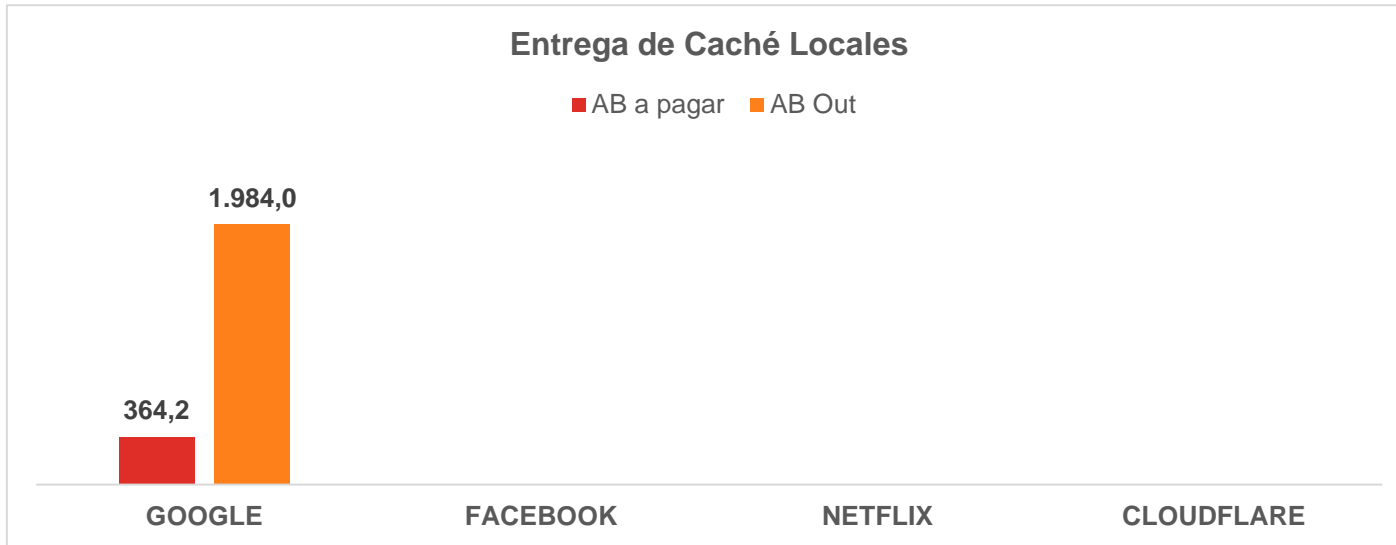 Entrega de Caché Locales
AB a pagar AB Out
1.984,0
364,2
GOOGLE FACEBOOK NETFLIX CLOUDFLARE